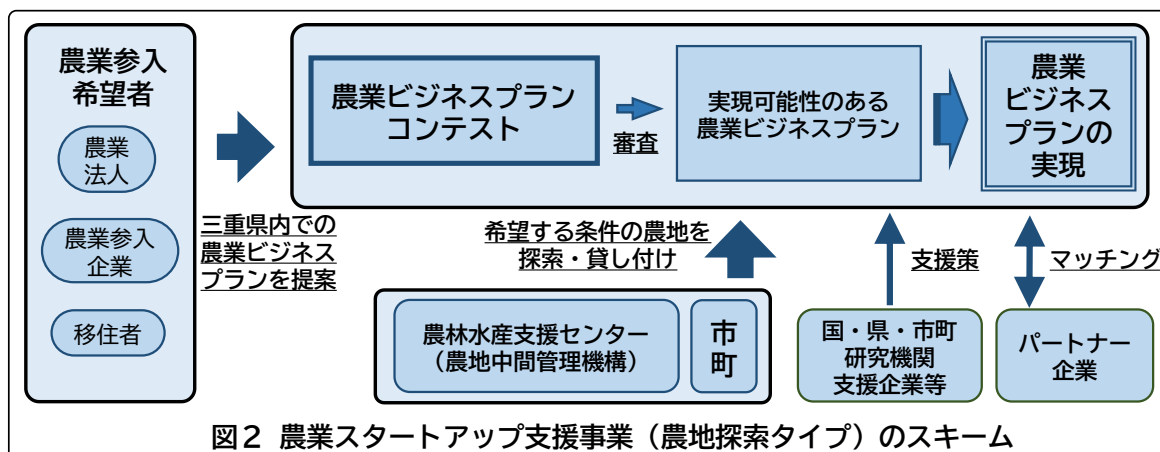 農業参入
希望者
農業
法人
農業参入
企業
移住者
三重県内での
農業ビジネス
プランを提案
農業ビジネスプラン
コンテスト
審査
実現可能性のある
農業ビジネスプラン
農業
ビジネス
プランの
実現
希望する条件の農地を
探索・貸し付け
支援策
マッチング
農林水産支援センター
（農地中間管理機構）
市
町
国・県・市町
研究機関
支援企業等
パートナー
企業
図２ 農業スタートアップ支援事業（農地探索タイプ）のスキーム